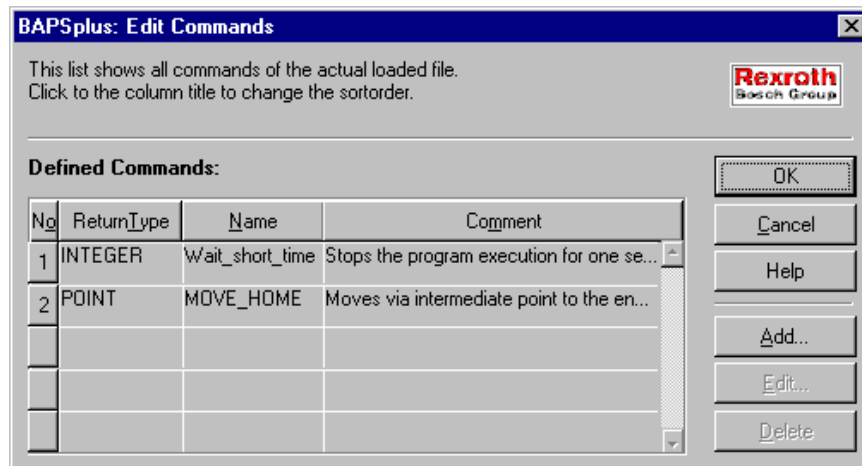 BAPSplus: Edit Commands
This list shows all commands of the actual loaded file.
Click to the column title to change the sortorder.
Rexroth
Bosch Group
Defined Commands:
No ReturnType Name Comment
1 INTEGER Wait_short_time Stops the program execution for one se...
2 POINT MOVE_HOME Moves via intermediate point to the en...
OK
Cancel
Help
Add...
Edit...
Delete